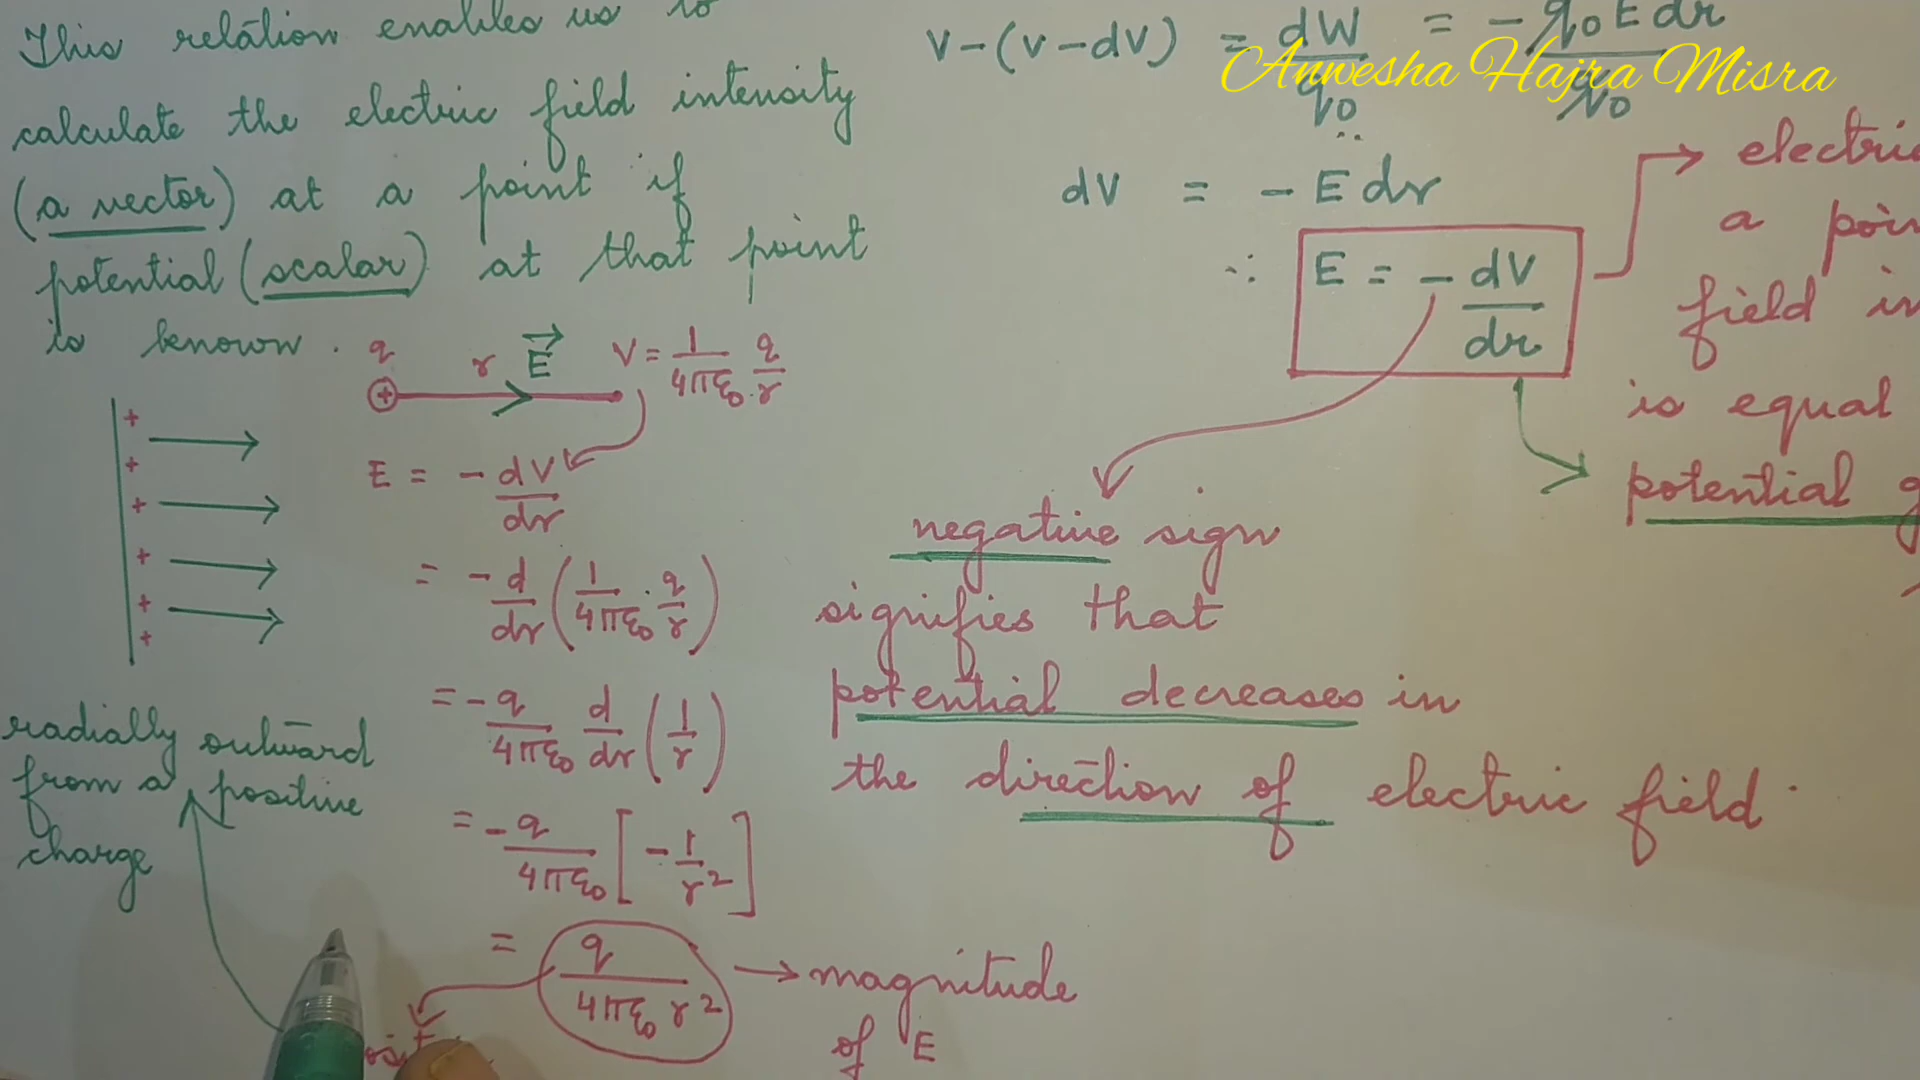 This relation enables us to
calculate the electric field intensity
(a vector) at a point if
potential (scalar) at that point
is known.
q r E⃗ V = 1/4πε₀ . q/r
E = - dV/dr
= - d/dr (1/4πε₀ . q/r)
= - q/4πε₀ d/dr (1/r)
= - q/4πε₀ [- 1/r²]
= q/4πε₀ r² → magnitude
of E
+
+
+
+
+
+
radially outward
from a positive
charge
V - (V - dV) = dW/q₀ = - q₀ E dr/q₀
Anwesha Hajra Misra
dV = - E dr
∴ E = - dV/dr
electric
a
field
is equal
potential
negative sign
signifies that
potential decreases in
the direction of electric field.